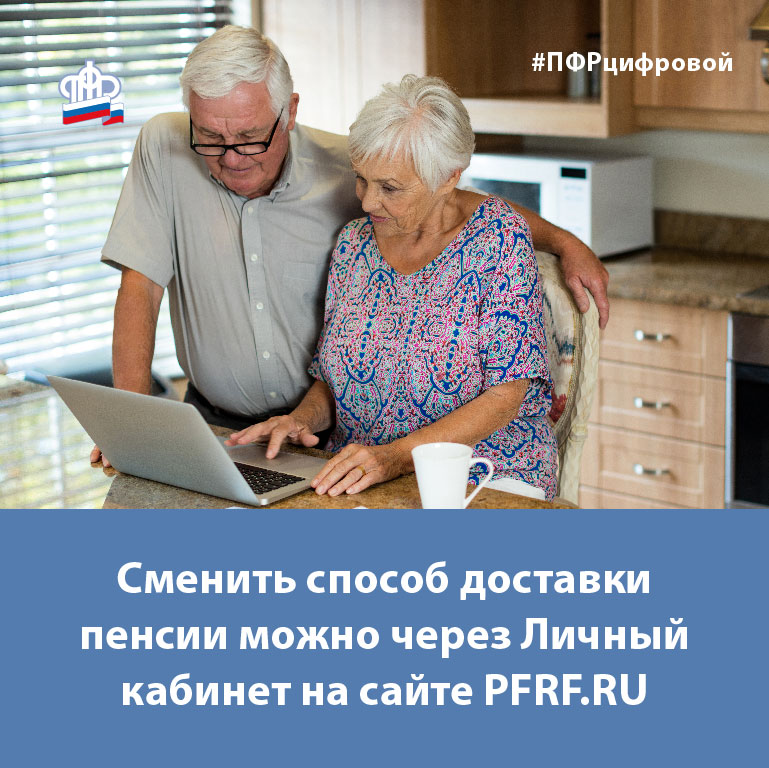 #ПФРцифровой
Сменить способ доставки
пенсии можно через Личный
кабинет на сайте PFRF.RU